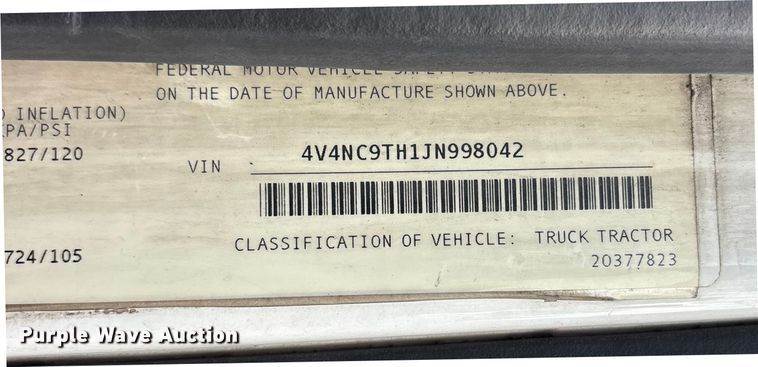 FEDERAL MOTOR VEHICLE SAFETY
ON THE DATE OF MANUFACTURE SHOWN ABOVE.
INFLATION)
KPA/PSI
827/120
VIN 4V4NC9TH1JN998042
724/105
CLASSIFICATION OF VEHICLE: TRUCK TRACTOR
20377823
Purple Wave Auction